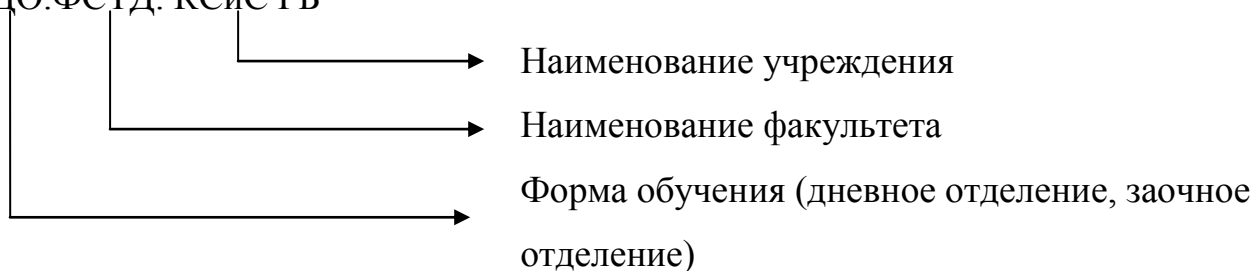 Наименование учреждения
Наименование факультета
Форма обучения (дневное отделение, заочное
отделение)